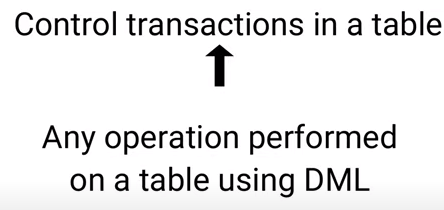 Control transactions in a table
Any operation performed
on a table using DML